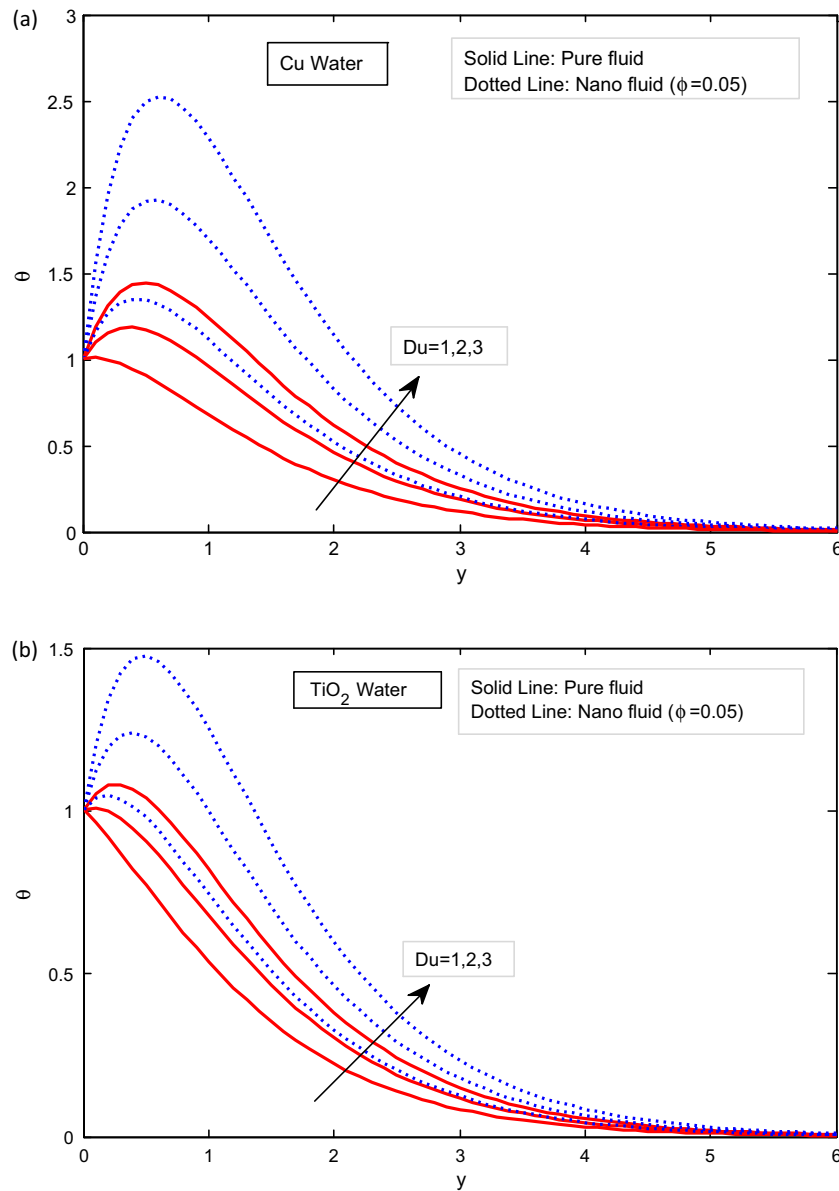 (a)
3
Cu Water
Solid Line: Pure fluid
Dotted Line: Nano fluid (ϕ=0.05)
2.5
2
θ
1.5
Du=1,2,3
1
0.5
0
0 1 2 3 4 5 6
y
(b)
1.5
TiO₂ Water
Solid Line: Pure fluid
Dotted Line: Nano fluid (ϕ=0.05)
1
θ
Du=1,2,3
0.5
0
0 1 2 3 4 5 6
y